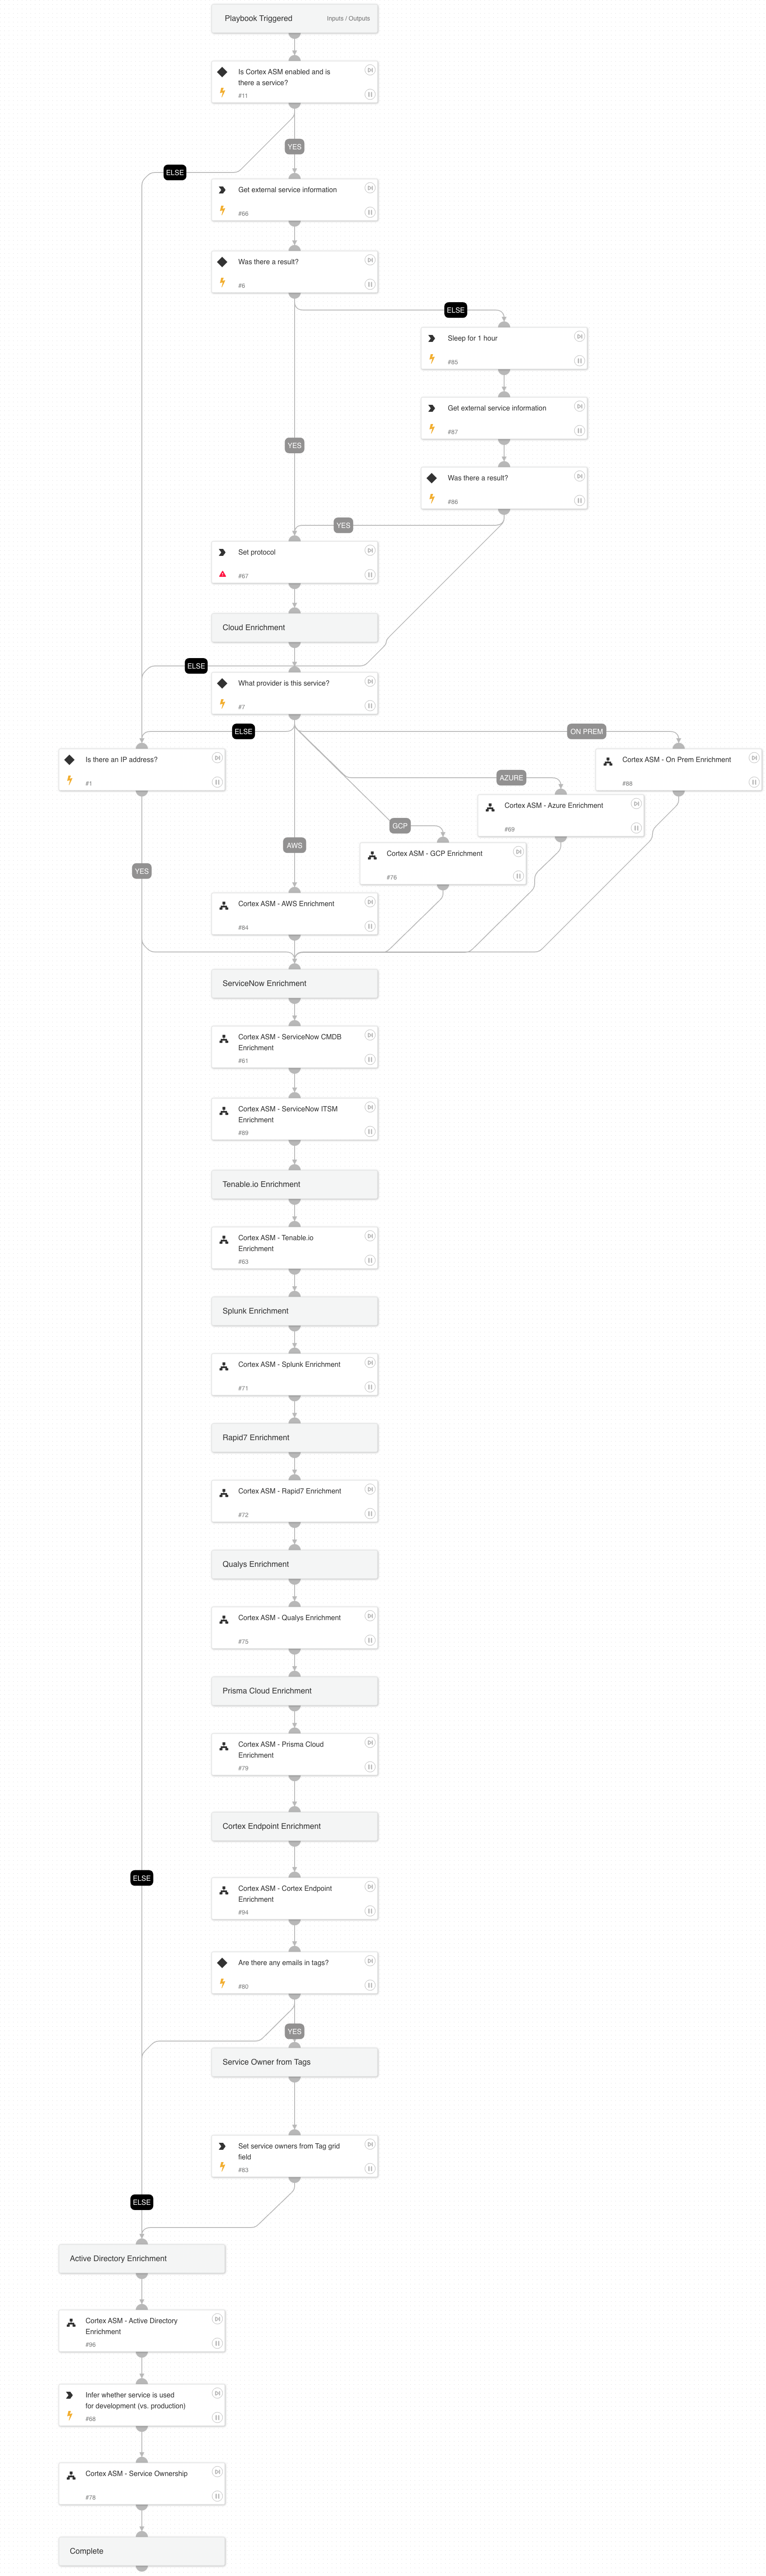 Playbook Triggered
Inputs / Outputs
Is Cortex ASM enabled and is
there a service?
#11
YES
ELSE
Get external service information
#66
Was there a result?
#6
ELSE
Sleep for 1 hour
#85
Get external service information
#87
YES
Was there a result?
#86
YES
Set protocol
#67
Cloud Enrichment
ELSE
What provider is this service?
#7
ELSE
ON PREM
Is there an IP address?
#1
Cortex ASM - On Prem Enrichment
#88
AZURE
Cortex ASM - Azure Enrichment
#69
GCP
AWS
Cortex ASM - GCP Enrichment
#76
YES
Cortex ASM - AWS Enrichment
#84
ServiceNow Enrichment
Cortex ASM - ServiceNow CMDB
Enrichment
#61
Cortex ASM - ServiceNow ITSM
Enrichment
#89
Tenable.io Enrichment
Cortex ASM - Tenable.io
Enrichment
#63
Splunk Enrichment
Cortex ASM - Splunk Enrichment
#71
Rapid7 Enrichment
Cortex ASM - Rapid7 Enrichment
#72
Qualys Enrichment
Cortex ASM - Qualys Enrichment
#75
Prisma Cloud Enrichment
Cortex ASM - Prisma Cloud
Enrichment
#79
Cortex Endpoint Enrichment
ELSE
Cortex ASM - Cortex Endpoint
Enrichment
#94
Are there any emails in tags?
#80
YES
Service Owner from Tags
Set service owners from Tag grid
field
#83
ELSE
Active Directory Enrichment
Cortex ASM - Active Directory
Enrichment
#96
Infer whether service is used
for development (vs. production)
#68
Cortex ASM - Service Ownership
#78
Complete